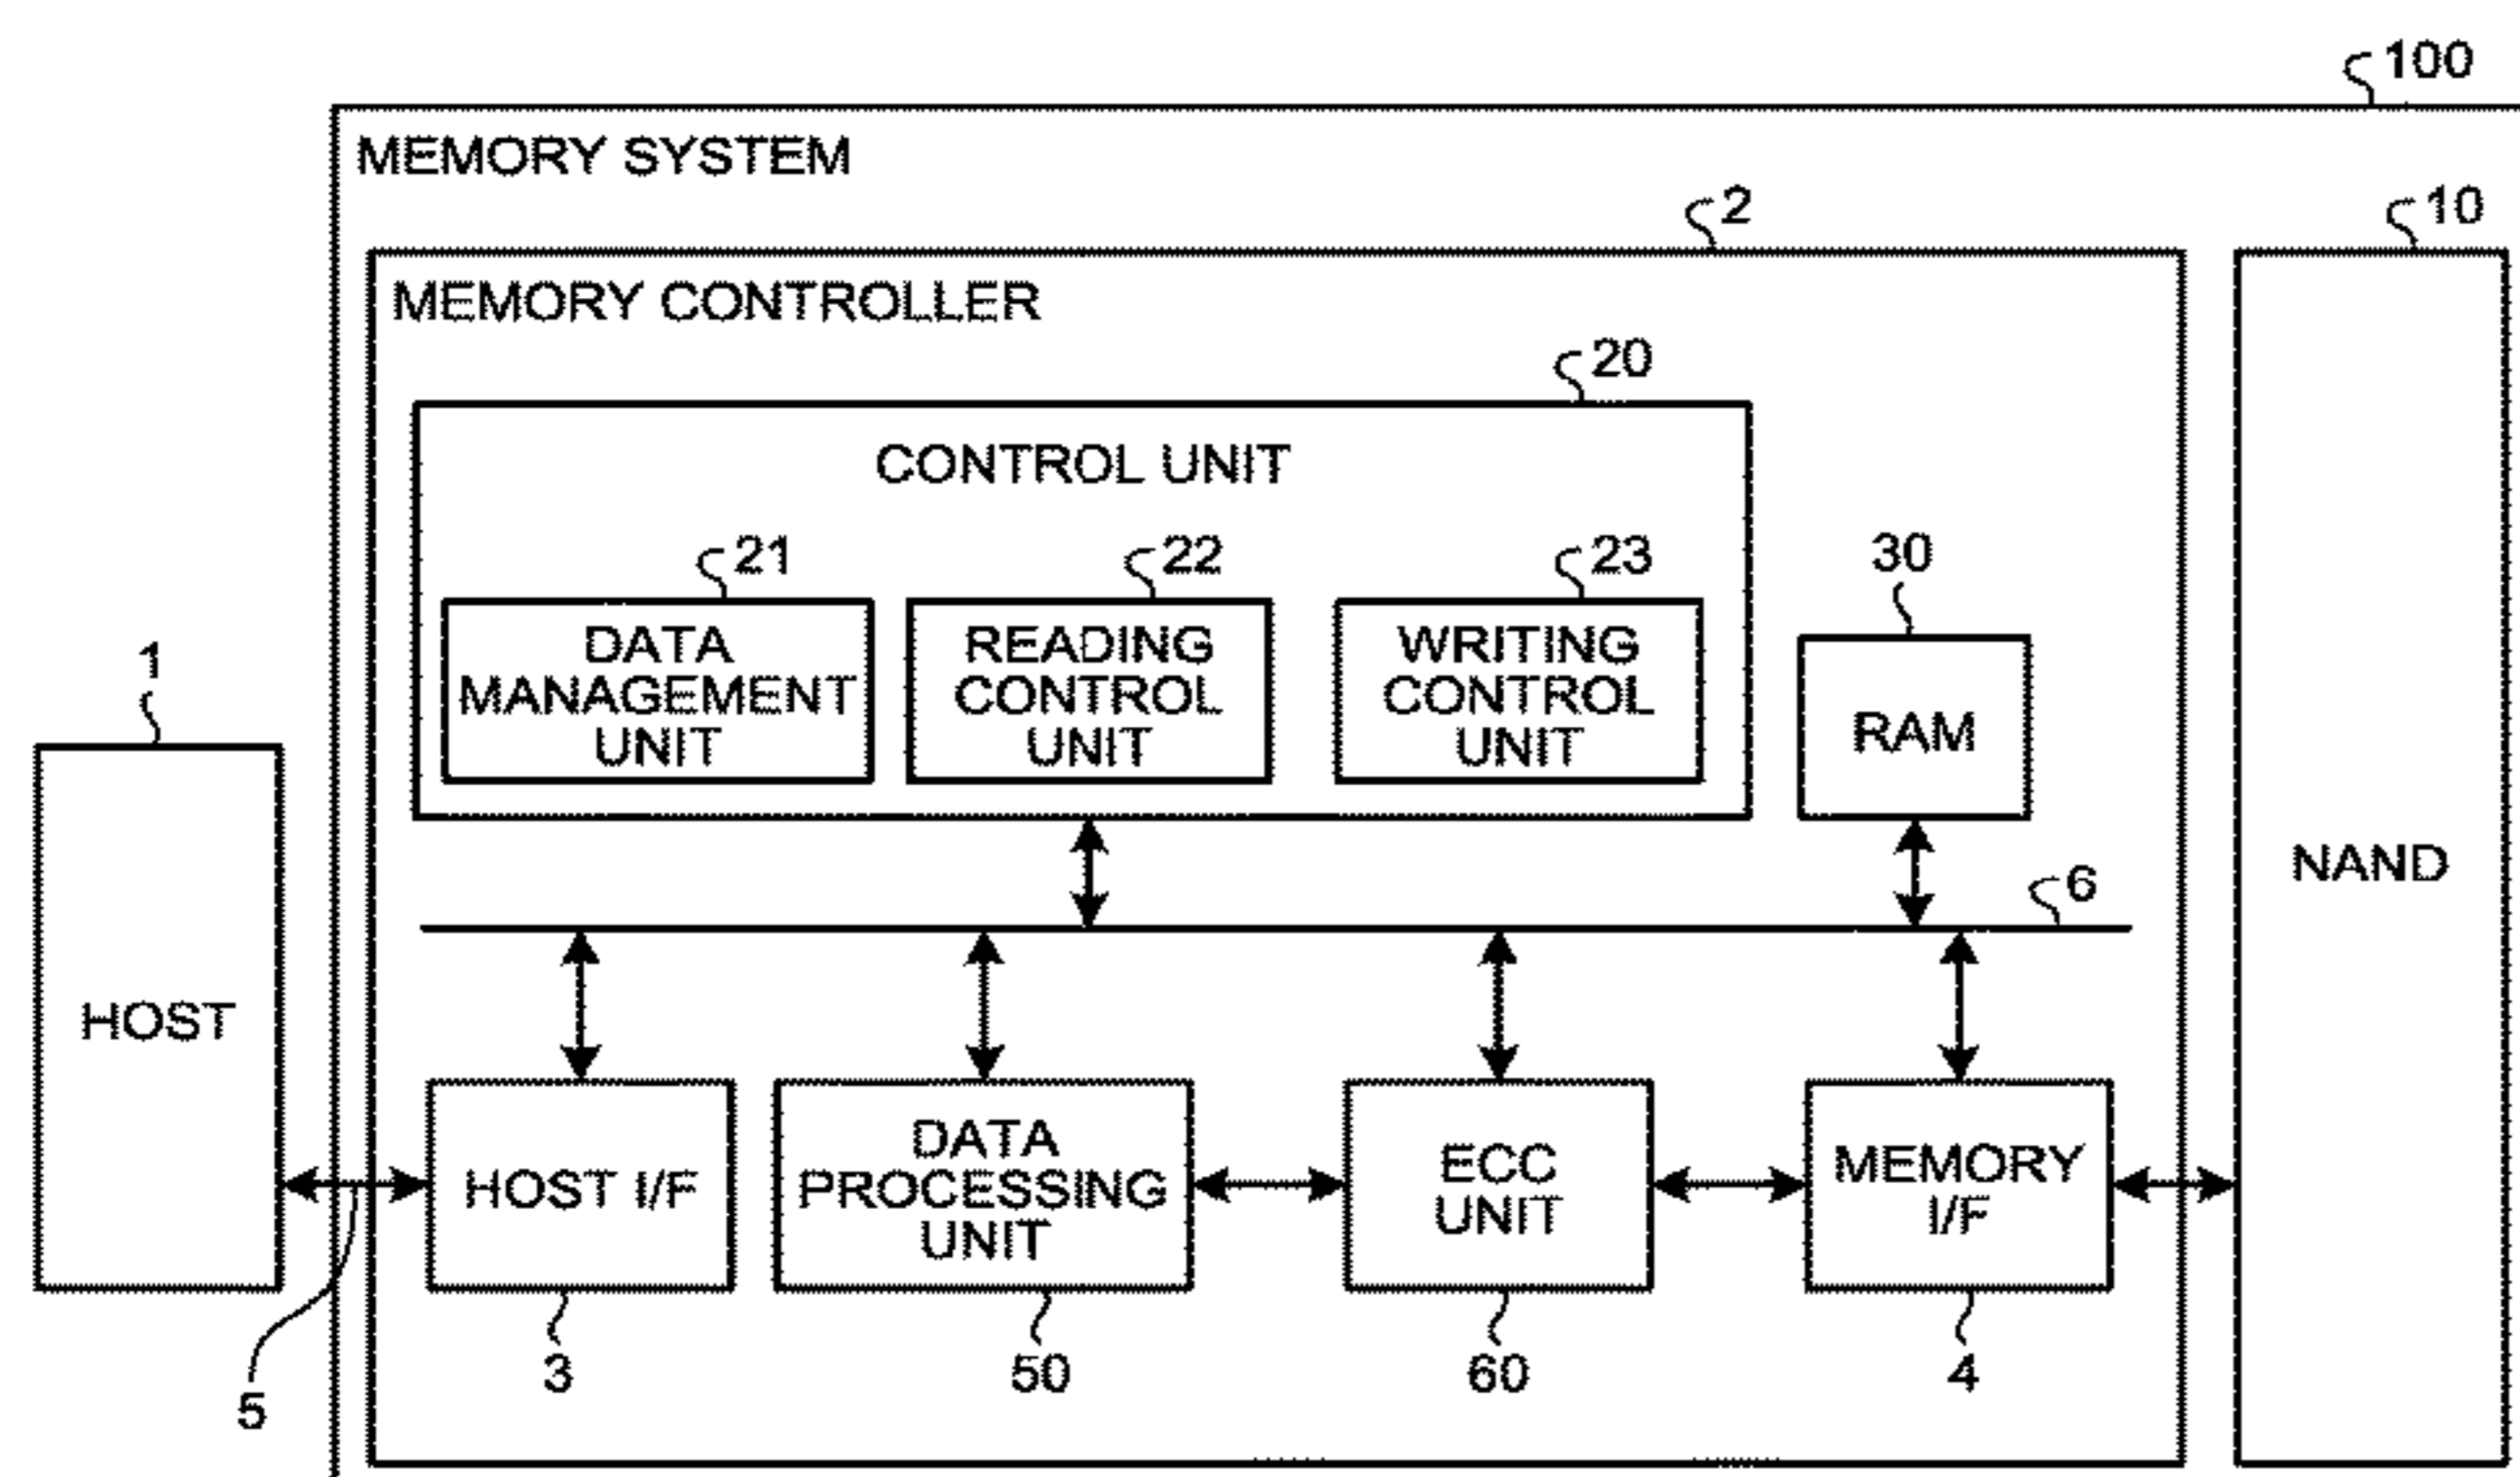 100
MEMORY SYSTEM
2
10
MEMORY CONTROLLER
20
CONTROL UNIT
21
22
23
30
DATA
MANAGEMENT
UNIT
READING
CONTROL
UNIT
WRITING
CONTROL
UNIT
RAM
1
HOST
NAND
6
HOST I/F
DATA
PROCESSING
UNIT
ECC
UNIT
MEMORY
I/F
5
3
50
60
4